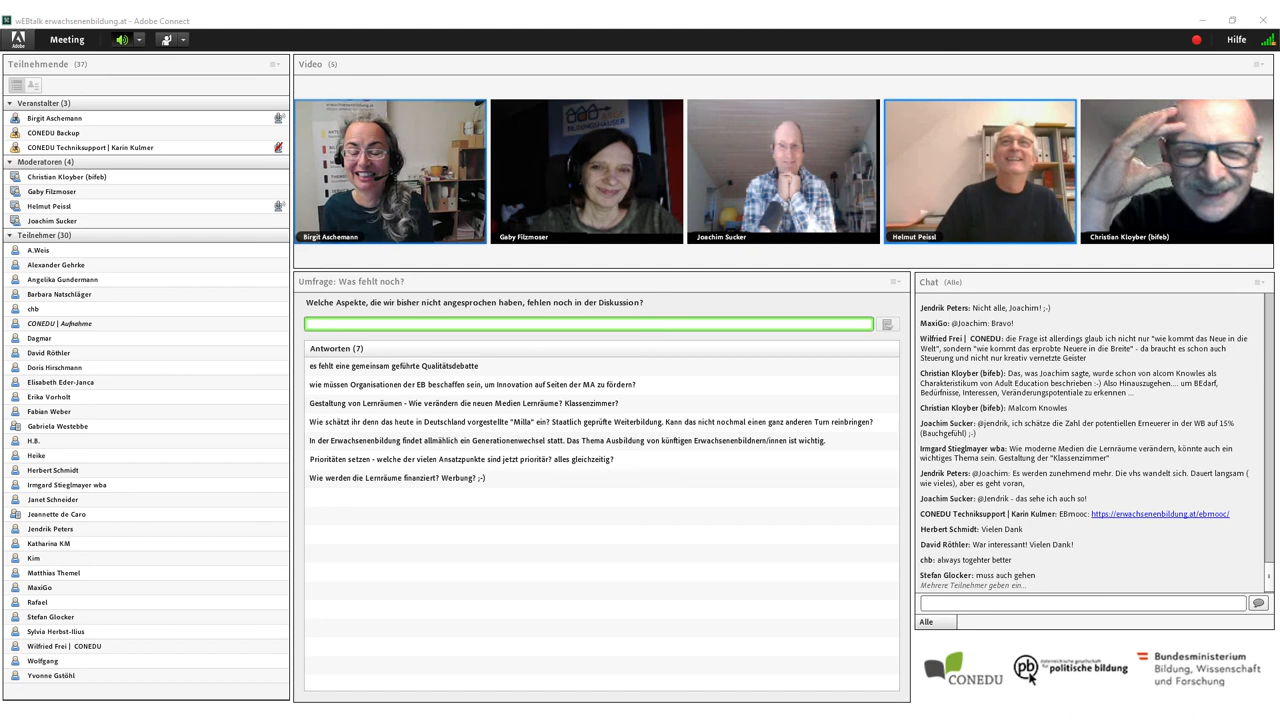 wEBtalk erwachsenenbildung.at - Adobe Connect
Adobe
Meeting
Hilfe
Teilnehmende (37)
Veranstalter (3)
Birgit Aschemann
CONEDU Backup
CONEDU Techniksupport | Karin Kulmer
Moderatoren (4)
Christian Kloyber (bifeb)
Gaby Filzmoser
Helmut Peissl
Joachim Sucker
Teilnehmer (30)
A.Weis
Alexander Gehrke
Angelika Gundermann
Barbara Natschläger
chb
CONEDU | Aufnahme
Dagmar
David Röthler
Doris Hirschmann
Elisabeth Eder-Janca
Erika Vorholt
Fabian Weber
Gabriela Westebbe
H.B.
Heike
Herbert Schmidt
Irmgard Stieglmayer wba
Janet Schneider
Jeannette de Caro
Jendrik Peters
Katharina KM
Kim
Matthias Themel
MaxiGo
Rafael
Stefan Glocker
Sylvia Herbst-Ilius
Wilfried Frei | CONEDU
Wolfgang
Yvonne Gstöhl
Video (5)
Birgit Aschemann
Gaby Filzmoser
Joachim Sucker
Helmut Peissl
Christian Kloyber (bifeb)
Umfrage: Was fehlt noch?
Welche Aspekte, die wir bisher nicht angesprochen haben, fehlen noch in der Diskussion?
Antworten (7)
es fehlt eine gemeinsam geführte Qualitätsdebatte
wie müssen Organisationen der EB beschaffen sein, um Innovation auf Seiten der MA zu fördern?
Gestaltung von Lernräumen - Wie verändern die neuen Medien Lernräume? Klassenzimmer?
Wie schätzt ihr denn das heute in Deutschland vorgestellte "Milla" ein? Staatlich geprüfte Weiterbildung. Kann das nicht nochmal einen ganz anderen Turn reinbringen?
In der Erwachsenenbildung findet allmählich ein Generationenwechsel statt. Das Thema Ausbildung von künftigen Erwachsenenbildnern/innen ist wichtig.
Prioritäten setzen - welche der vielen Ansatzpunkte sind jetzt prioritär? alles gleichzeitig?
Wie werden die Lernräume finanziert? Werbung? ;-)
Chat (Alle)
Jendrik Peters: Nicht alle, Joachim! ;-)
MaxiGo: @Joachim: Bravo!
Wilfried Frei | CONEDU: die Frage ist allerdings glaub ich nicht nur "wie kommt das Neue in die
Welt", sondern "wie kommt das erprobte Neuere in die Breite" - da braucht es schon auch
Steuerung und nicht nur kreativ vernetzte Geister
Christian Kloyber (bifeb): Das, was Joachim sagte, wurde schon von alcom Knowles als
Charakteristikum von Adult Education beschrieben :-) Also Hinauszugehen.... um BEdarf,
Bedürfnisse, Interessen, Veränderungspotentiale zu erkennen ...
Christian Kloyber (bifeb): Malcom Knowles
Joachim Sucker: @jendrik, ich schätze die Zahl der potentiellen Erneuerer in der WB auf 15%
(Bauchgefühl) ;-)
Irmgard Stieglmayer wba: Wie moderne Medien die Lernräume verändern, könnte auch ein
wichtiges Thema sein. Gestaltung der "Klassenzimmer"
Jendrik Peters: @Joachim: Es werden zunehmend mehr. Die vhs wandelt sich. Dauert langsam (
wie vieles), aber es geht voran,
Joachim Sucker: @Jendrik - das sehe ich auch so!
CONEDU Techniksupport | Karin Kulmer: EBmooc: https://erwachsenenbildung.at/ebmooc/
Herbert Schmidt: Vielen Dank
David Röthler: War interessant! Vielen Dank!
chb: always togehter better
Stefan Glocker: muss auch gehen
Mehrere Teilnehmer geben ein...
Alle
CONEDU
pb
österreichische gesellschaft für
politische bildung
Bundesministerium
Bildung, Wissenschaft
und Forschung